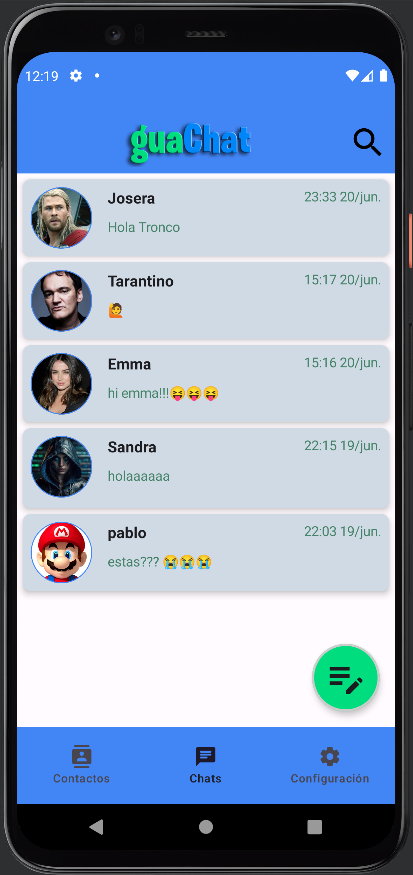 12:19
guaChat
Josera 23:33 20/jun.
Hola Tronco
Tarantino 15:17 20/jun.
🙋
Emma 15:16 20/jun.
hi emma!!!😝😝😝
Sandra 22:15 19/jun.
holaaaaaa
pablo 22:03 19/jun.
estas??? 😭😭😭
Contactos Chats Configuración